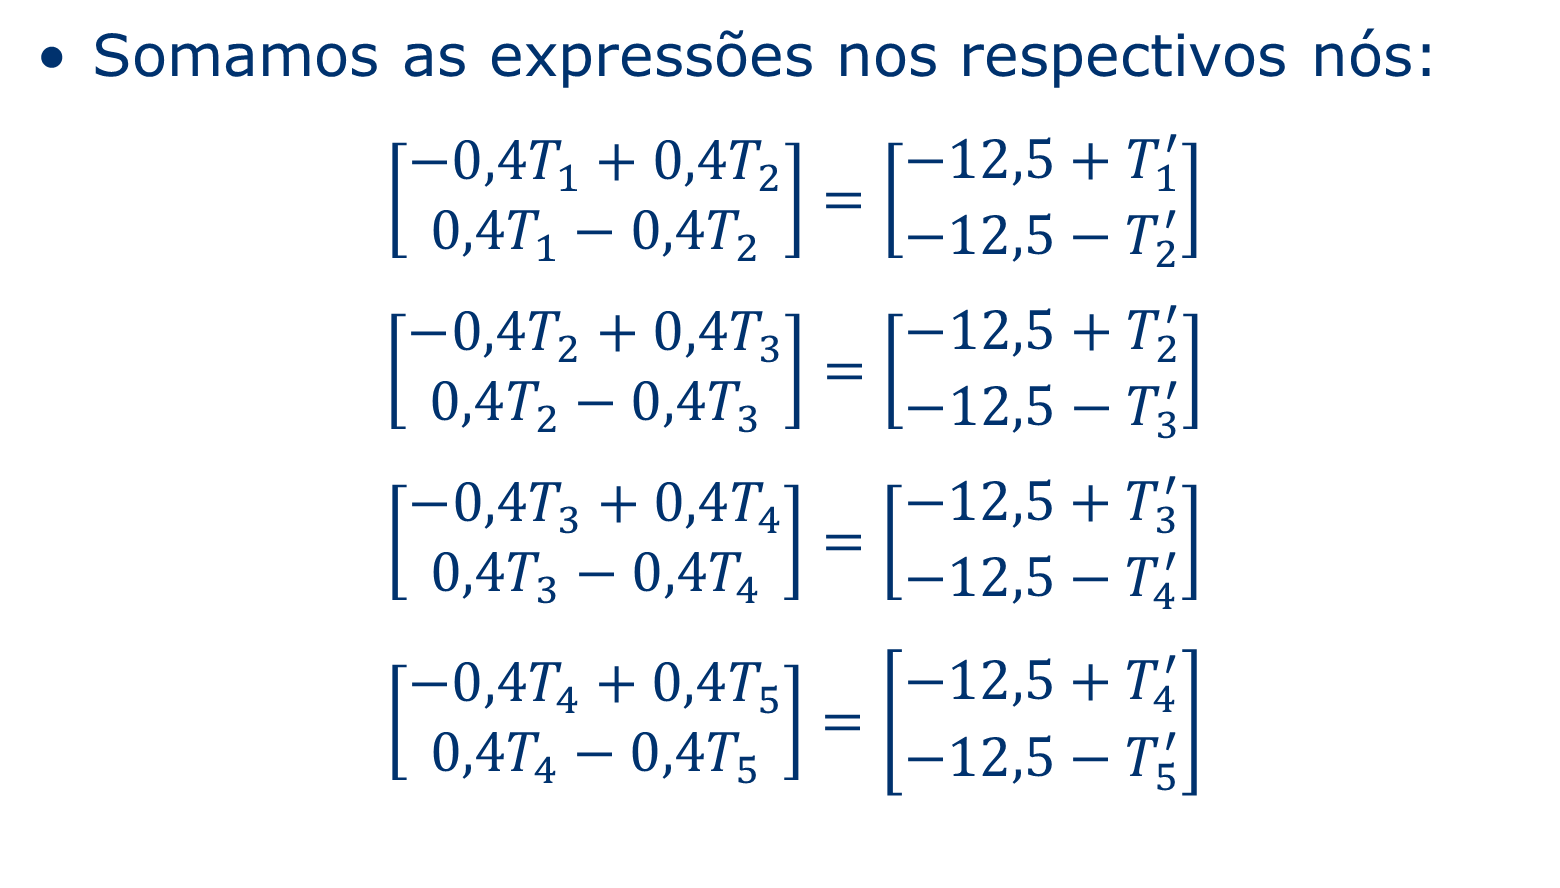 • Somamos as expressões nos respectivos nós:
[−0,4T₁ + 0,4T₂] = [−12,5 + T′₁]
[0,4T₁ − 0,4T₂] = [−12,5 − T′₂]
[−0,4T₂ + 0,4T₃] = [−12,5 + T′₂]
[0,4T₂ − 0,4T₃] = [−12,5 − T′₃]
[−0,4T₃ + 0,4T₄] = [−12,5 + T′₃]
[0,4T₃ − 0,4T₄] = [−12,5 − T′₄]
[−0,4T₄ + 0,4T₅] = [−12,5 + T′₄]
[0,4T₄ − 0,4T₅] = [−12,5 − T′₅]